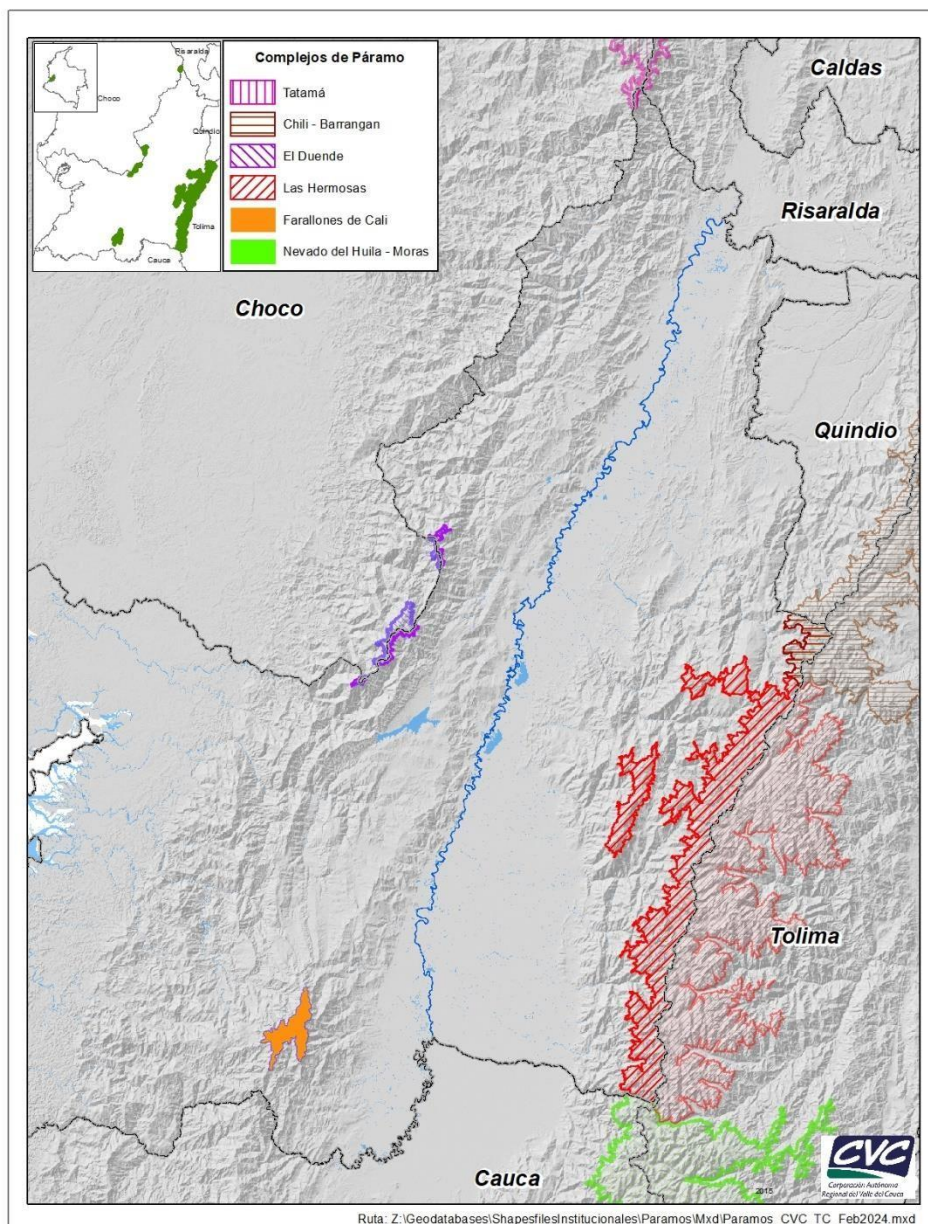 Complejos de Páramo
Tatamá
Chili - Barrangan
El Duende
Las Hermosas
Farallones de Cali
Nevado del Huila - Moras
Risaralda
Choco
Quindio
Tolima
Cauca
Caldas
Risaralda
Choco
Quindio
Tolima
Cauca
2015
CVC
Corporación Autónoma
Regional del Valle del Cauca
Ruta: Z:\Geodatabases\ShapesfilesInstitucionales\Paramos\Mxd\Paramos_CVC_TC_Feb2024.mxd